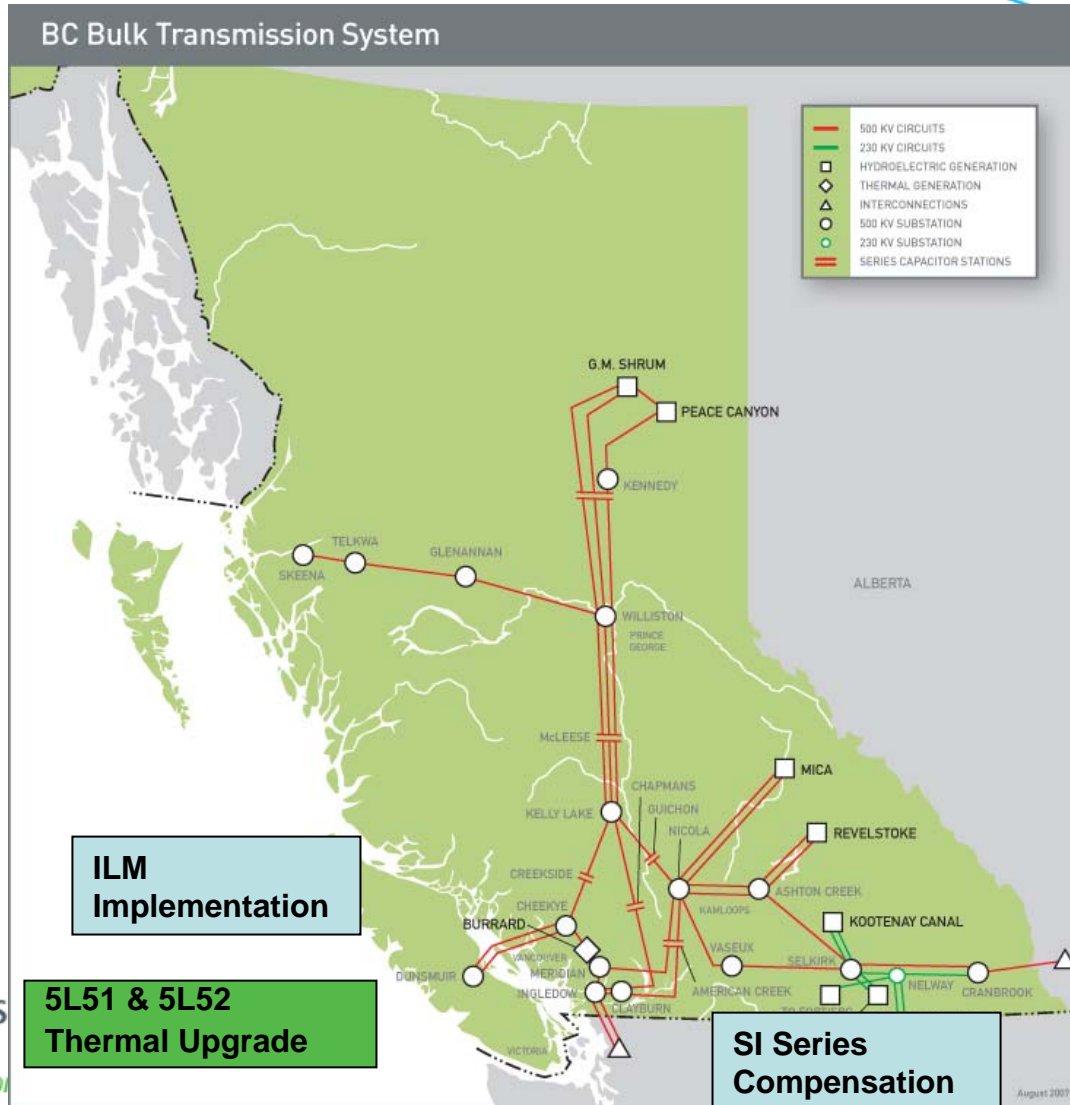 BC Bulk Transmission System
500 KV CIRCUITS
230 KV CIRCUITS
HYDROELECTRIC GENERATION
THERMAL GENERATION
INTERCONNECTIONS
500 KV SUBSTATION
230 KV SUBSTATION
SERIES CAPACITOR STATIONS
G.M. SHRUM
PEACE CANYON
KENNEDY
TELKWA
GLENANNAN
SKEENA
ALBERTA
WILLISTON
PRINCE
GEORGE
McLEESE
MICA
CHAPMANS
KELLY LAKE
GUICHON
NICOLA
REVELSTOKE
ILM
Implementation
CREEKSIDE
ASHTON CREEK
KAMLOOPS
CHEEKYE
KOOTENAY CANAL
BURRARD
VASEUX
VANCOUVER
SELKIRK
DUNSMUIR
MERIDIAN
NELWAY
INGLEDOW
AMERICAN CREEK
CRANBROOK
CLAYBURN
5L51 & 5L52
Thermal Upgrade
VICTORIA
SI Series
Compensation
August 2007